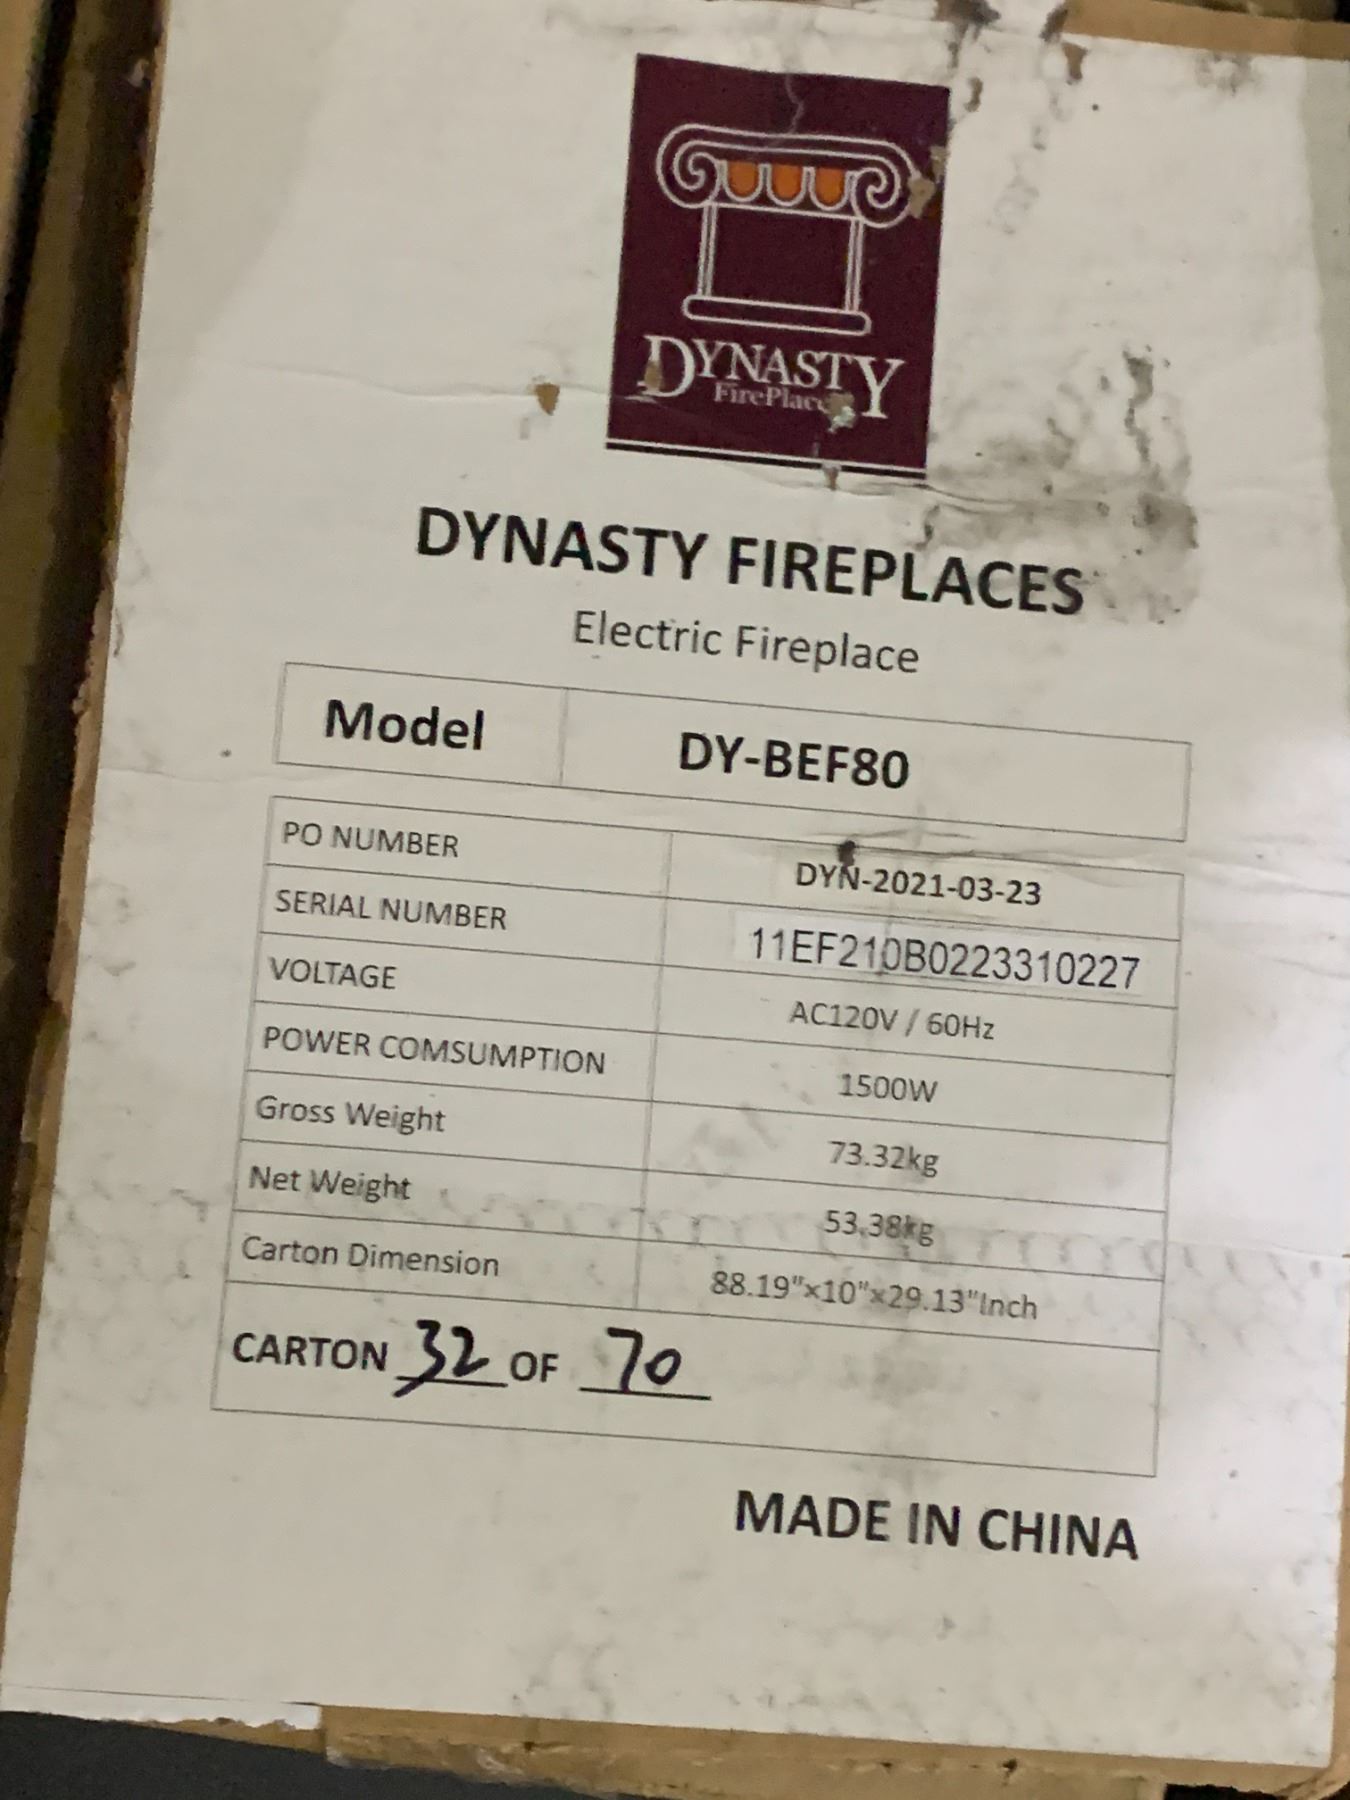 DYNASTY
FirePlaces
DYNASTY FIREPLACES
Electric Fireplace
Model DY-BEF80
PO NUMBER DYN-2021-03-23
SERIAL NUMBER 11EF210B0223310227
VOLTAGE AC120V / 60Hz
POWER COMSUMPTION 1500W
Gross Weight 73.32kg
Net Weight 53.38kg
Carton Dimension 88.19"x10"x29.13"Inch
CARTON 32 OF 70
MADE IN CHINA